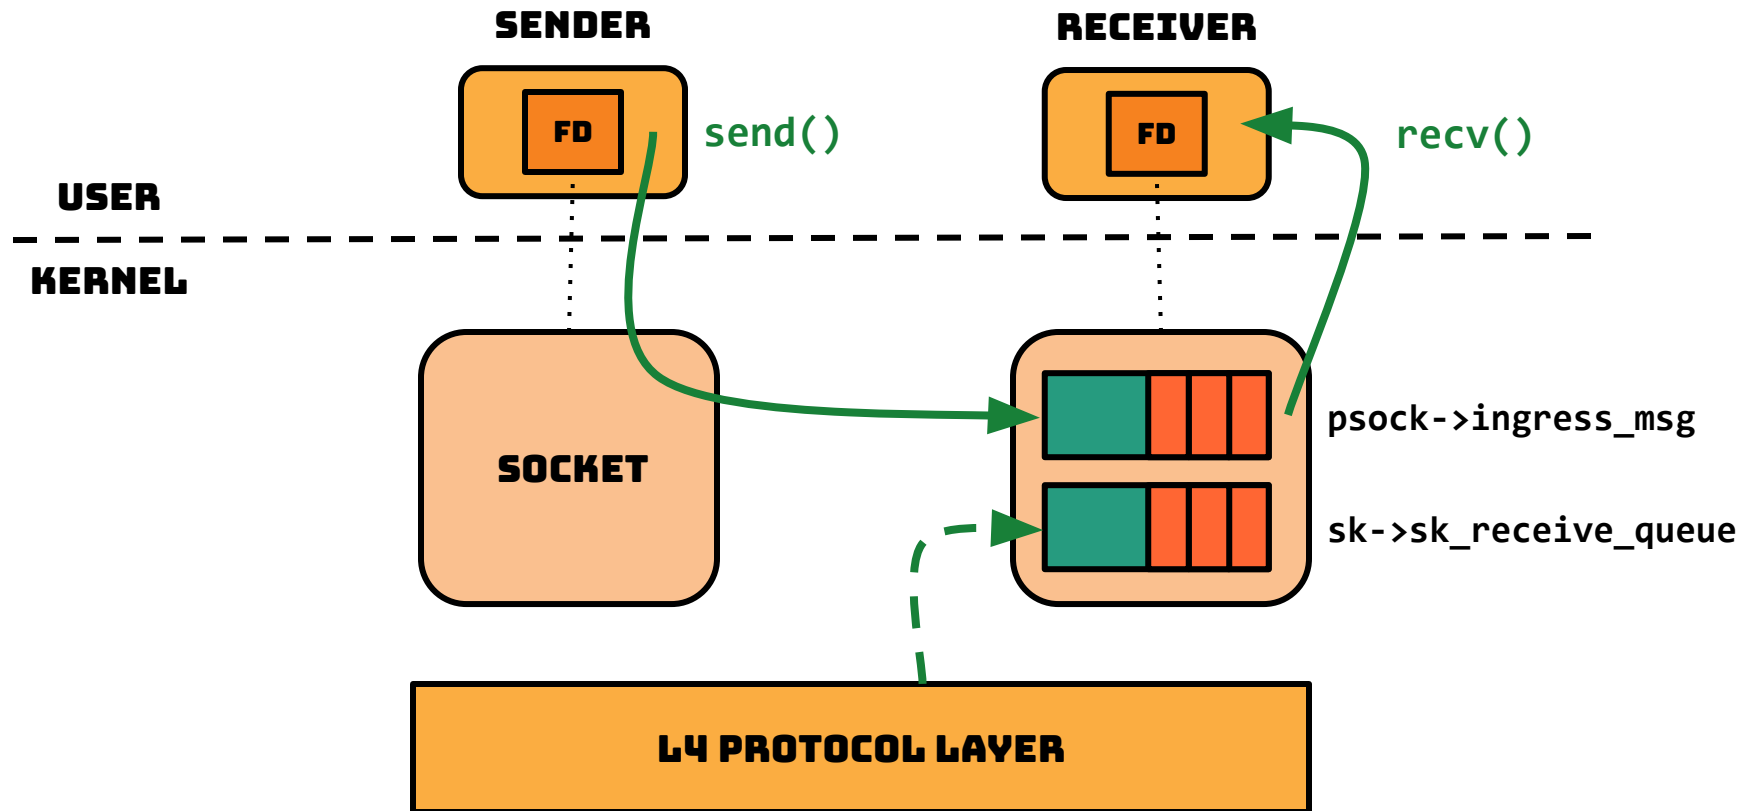 SENDER
RECEIVER
FD
send()
FD
recv()
USER
KERNEL
psock->ingress_msg
SOCKET
sk->sk_receive_queue
L4 PROTOCOL LAYER